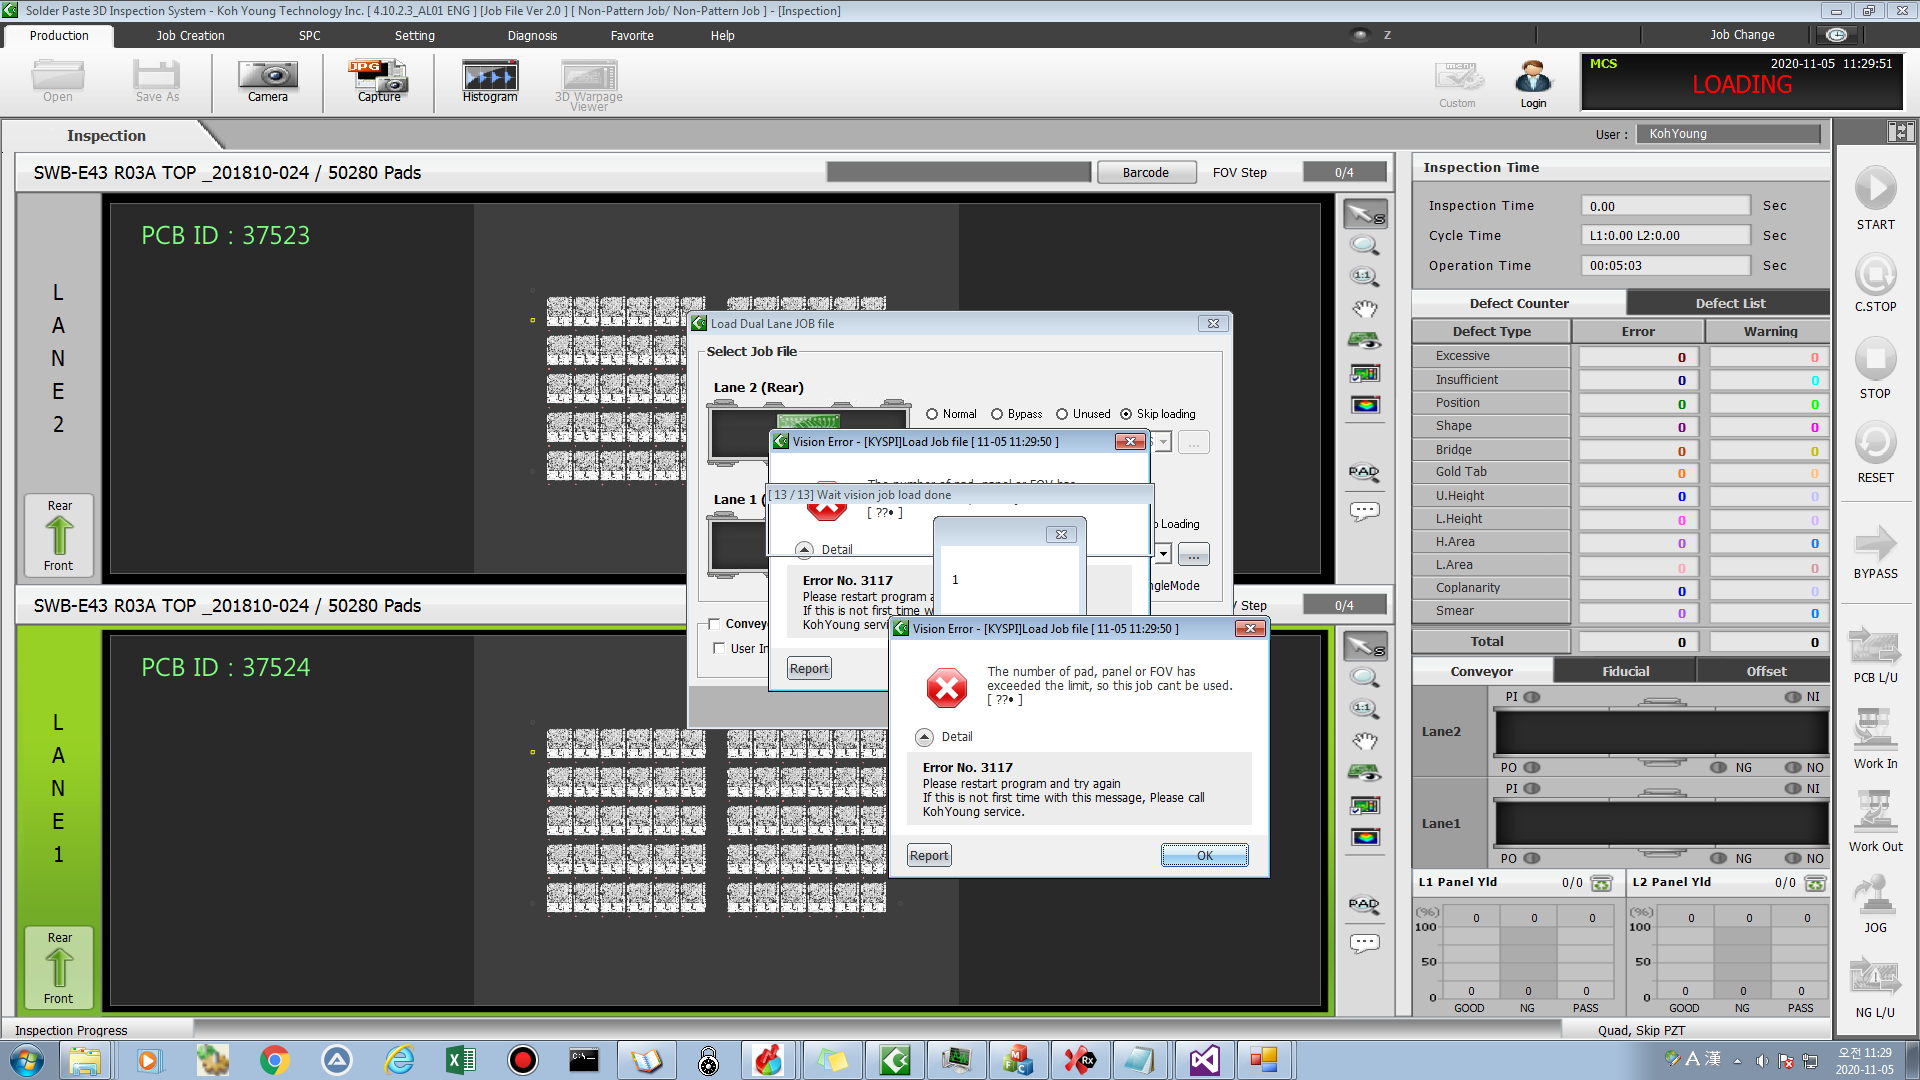 Solder Paste 3D Inspection System - Koh Young Technology Inc. [ 4.10.2.3_AL01 ENG ] [Job File Ver 2.0 ] [ Non-Pattern Job/ Non-Pattern Job ] - [Inspection]
Production Job Creation SPC Setting Diagnosis Favorite Help Z Job Change
Open Save As Camera Capture Histogram 3D Warpage Viewer Custom Login
JPG
MCS 2020-11-05 11:29:51
LOADING
Inspection
User : KohYoung
SWB-E43 R03A TOP _201810-024 / 50280 Pads Barcode FOV Step 0/4
PCB ID : 37523
LANE2
Rear
Front
S
1:1
PAD
Load Dual Lane JOB file
Select Job File
Lane 2 (Rear)
Normal Bypass Unused Skip loading
...
Lane 1 (
Loading
...
ngleMode
Convey
User In
Vision Error - [KYSPI]Load Job file [ 11-05 11:29:50 ]
[ 13 / 13] Wait vision job load done
[ ??• ]
Detail
Error No. 3117
Please restart program a
If this is not first time w
KohYoung servi
Report
1
Vision Error - [KYSPI]Load Job file [ 11-05 11:29:50 ]
The number of pad, panel or FOV has
exceeded the limit, so this job cant be used.
[ ??• ]
Detail
Error No. 3117
Please restart program and try again
If this is not first time with this message, Please call
KohYoung service.
Report OK
SWB-E43 R03A TOP _201810-024 / 50280 Pads Step 0/4
PCB ID : 37524
LANE1
Rear
Front
S
1:1
PAD
Inspection Time
Inspection Time 0.00 Sec
Cycle Time L1:0.00 L2:0.00 Sec
Operation Time 00:05:03 Sec
Defect Counter Defect List
Defect Type Error Warning
Excessive 0 0
Insufficient 0 0
Position 0 0
Shape 0 0
Bridge 0 0
Gold Tab 0 0
U.Height 0 0
L.Height 0 0
H.Area 0 0
L.Area 0 0
Coplanarity 0 0
Smear 0 0
Total 0 0
Conveyor Fiducial Offset
PI NI
Lane2
PO NG NO
PI NI
Lane1
PO NG NO
L1 Panel Yld 0/0 L2 Panel Yld 0/0
(%) 0 0 0 (%) 0 0 0
100 100
50 50
0 0 0 0 0 0 0 0
GOOD NG PASS GOOD NG PASS
START
C.STOP
STOP
RESET
BYPASS
PCB L/U
Work In
Work Out
JOG
NG L/U
Inspection Progress Quad, Skip PZT
A 漢
오전 11:29
2020-11-05